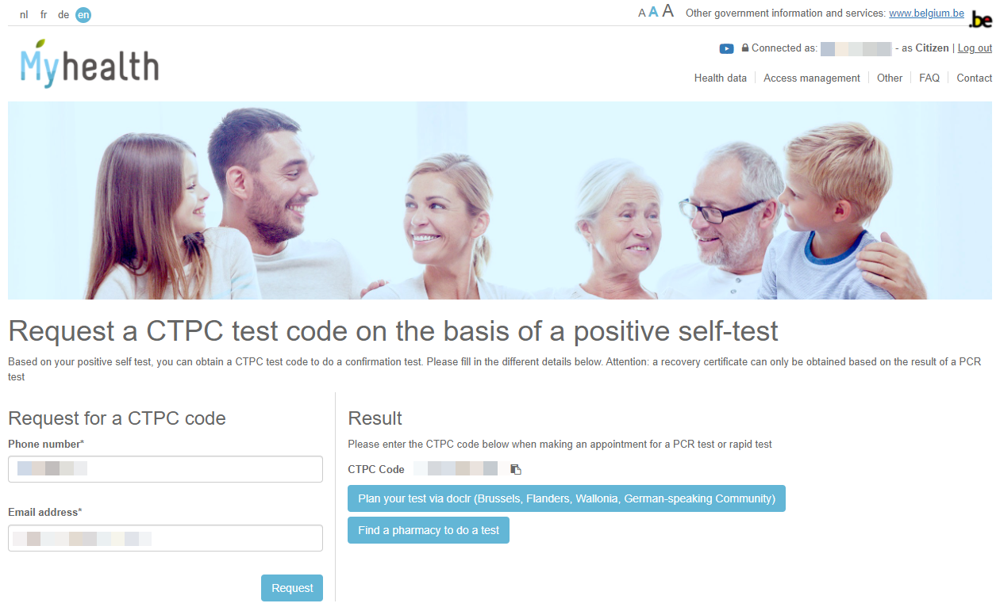 nl fr de en
A A A Other government information and services: www.belgium.be .be
Myhealth
Connected as: - as Citizen | Log out
Health data Access management Other FAQ Contact
Request a CTPC test code on the basis of a positive self-test
Based on your positive self test, you can obtain a CTPC test code to do a confirmation test. Please fill in the different details below. Attention: a recovery certificate can only be obtained based on the result of a PCR
test
Request for a CTPC code
Phone number*
Email address*
Request
Result
Please enter the CTPC code below when making an appointment for a PCR test or rapid test
CTPC Code
Plan your test via doclr (Brussels, Flanders, Wallonia, German-speaking Community)
Find a pharmacy to do a test